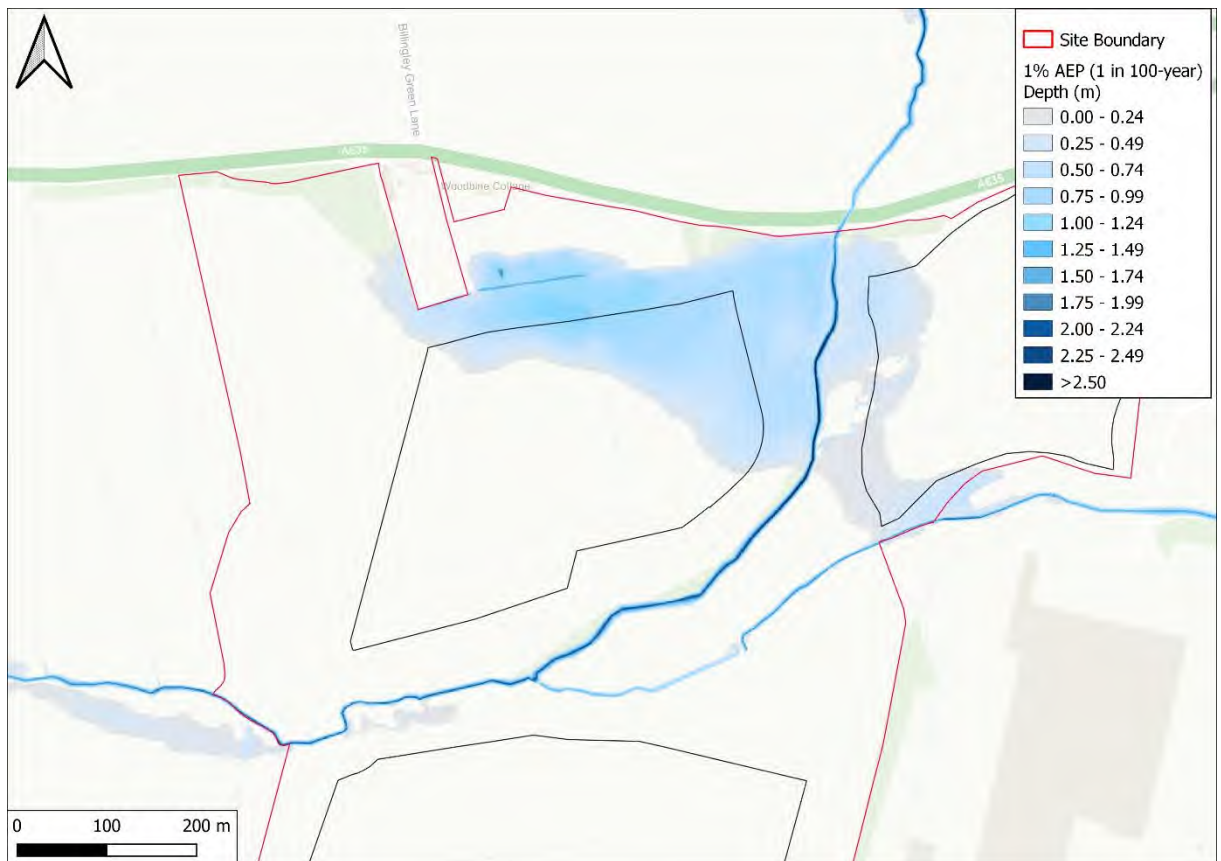 Billingley Green Lane
A635
Woodbine Cottage
A635
Site Boundary
1% AEP (1 in 100-year)
Depth (m)
0.00 - 0.24
0.25 - 0.49
0.50 - 0.74
0.75 - 0.99
1.00 - 1.24
1.25 - 1.49
1.50 - 1.74
1.75 - 1.99
2.00 - 2.24
2.25 - 2.49
>2.50
0 100 200 m